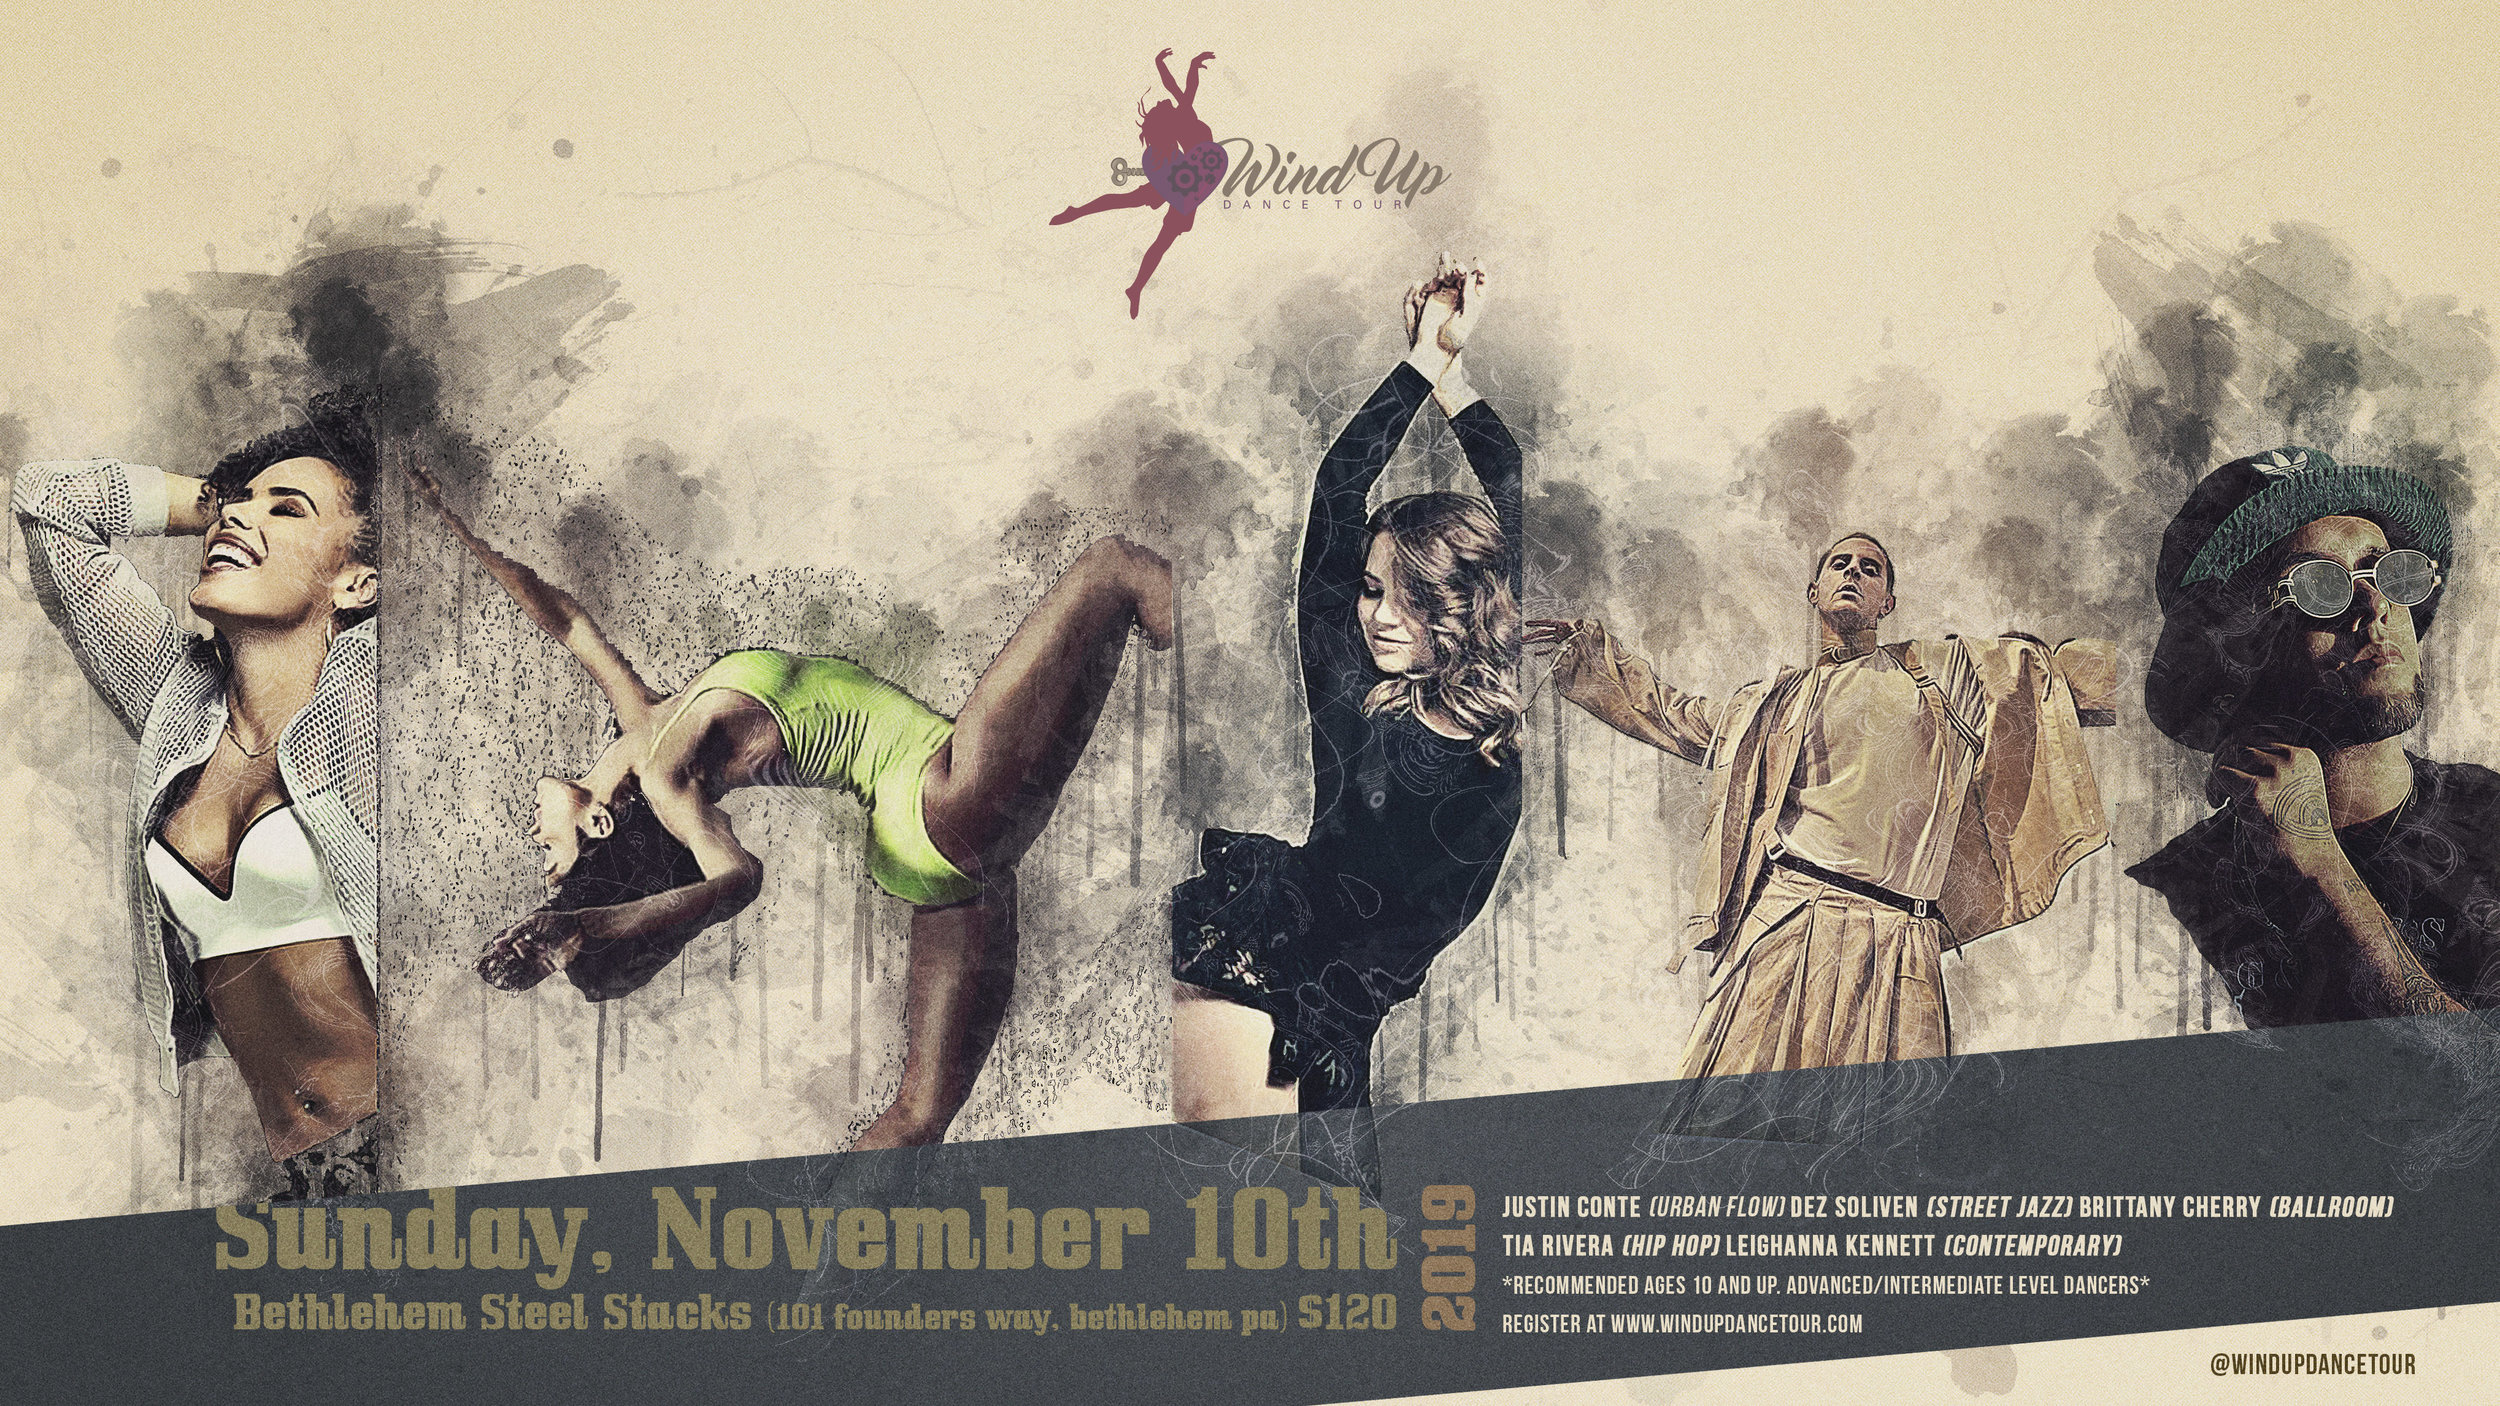 Wind Up
DANCE TOUR
Sunday, November 10th
Bethlehem Steel Stacks (101 founders way, bethlehem pa) $120
2019
JUSTIN CONTE (URBAN FLOW) DEZ SOLIVEN (STREET JAZZ) BRITTANY CHERRY (BALLROOM)
TIA RIVERA (HIP HOP) LEIGHANNA KENNETT (CONTEMPORARY)
*RECOMMENDED AGES 10 AND UP. ADVANCED/INTERMEDIATE LEVEL DANCERS*
REGISTER AT WWW.WINDUPDANCETOUR.COM
@WINDUPDANCETOUR